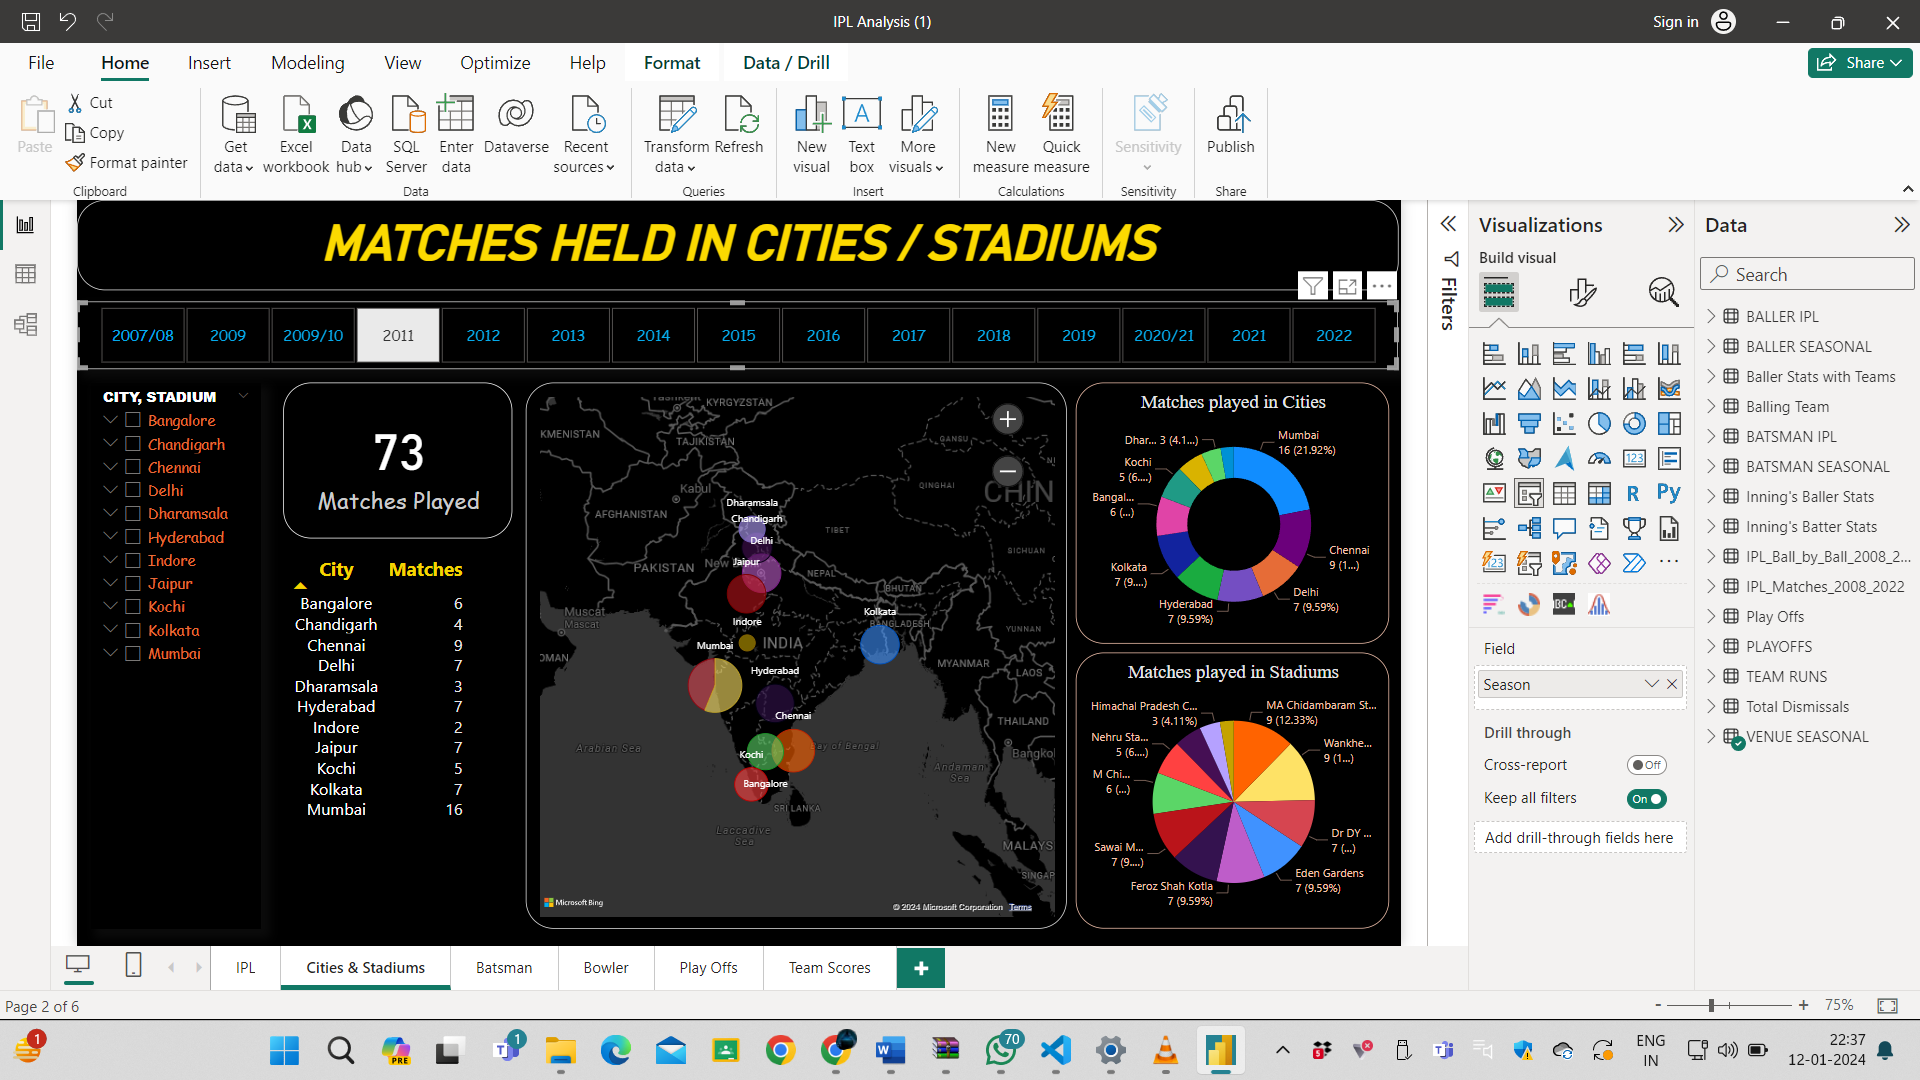 IPL Analysis (1)
Sign in
File Home Insert Modeling View Optimize Help Format Data / Drill
Share
Paste
Cut
Copy
Format painter
Clipboard
Get data
Excel workbook
Data hub
SQL Server
Enter data
Dataverse
Recent sources
Data
Transform data
Refresh
Queries
New visual
Text box
More visuals
Insert
New measure
Quick measure
Calculations
Sensitivity
Sensitivity
Publish
Share
MATCHES HELD IN CITIES / STADIUMS
2007/08 2009 2009/10 2011 2012 2013 2014 2015 2016 2017 2018 2019 2020/21 2021 2022
CITY, STADIUM
Bangalore
Chandigarh
Chennai
Delhi
Dharamsala
Hyderabad
Indore
Jaipur
Kochi
Kolkata
Mumbai
73
Matches Played
City Matches
Bangalore 6
Chandigarh 4
Chennai 9
Delhi 7
Dharamsala 3
Hyderabad 7
Indore 2
Jaipur 7
Kochi 5
Kolkata 7
Mumbai 16
KYRGYZSTAN
KMENISTAN
TAJIKISTAN
GANSU
QINGHAI
CHIN
Kabul
AFGHANISTAN
Dharamsala
Chandigarh
TIBET
Delhi
SICHUAN
Jaipur
PAKISTAN
New
NEPAL
BHUTAN
Muscat
Mascat
Kolkata
BANGLADESH
Indore
YUNNAN
INDIA
Mumbai
OMAN
MYANMAR
Hyderabad
LAOS
Chennai
THAILAND
Arabian Sea
Bay of Bengal
Kochi
Bangkok
Andaman
Sea
Bangalore
SRI LANKA
Laccadive
Sea
MALAYS
SINGAP
Microsoft Bing
© 2024 Microsoft Corporation Terms
Matches played in Cities
Dhar... 3 (4.1...)
Mumbai
16 (21.92%)
Kochi
5 (6....)
Bangal...
6 (...)
Chennai
9 (1...)
Kolkata
7 (9....)
Delhi
7 (9.59%)
Hyderabad
7 (9.59%)
Matches played in Stadiums
Himachal Pradesh C...
3 (4.11%)
MA Chidambaram St...
9 (12.33%)
Nehru Sta...
5 (6....)
Wankhe...
9 (1...)
M Chi...
6 (...)
Dr DY ...
7 (...)
Sawai M...
7 (9....)
Eden Gardens
7 (9.59%)
Feroz Shah Kotla
7 (9.59%)
Filters
Visualizations
Build visual
123
R
Py
Field
Season
Drill through
Cross-report
Off
Keep all filters
On
Add drill-through fields here
Data
Search
BALLER IPL
BALLER SEASONAL
Baller Stats with Teams
Balling Team
BATSMAN IPL
BATSMAN SEASONAL
Inning's Baller Stats
Inning's Batter Stats
IPL_Ball_by_Ball_2008_2...
IPL_Matches_2008_2022
Play Offs
PLAYOFFS
TEAM RUNS
Total Dismissals
VENUE SEASONAL
IPL Cities & Stadiums Batsman Bowler Play Offs Team Scores
Page 2 of 6
75%
1
PRE
1
70
ENG
IN
22:37
12-01-2024